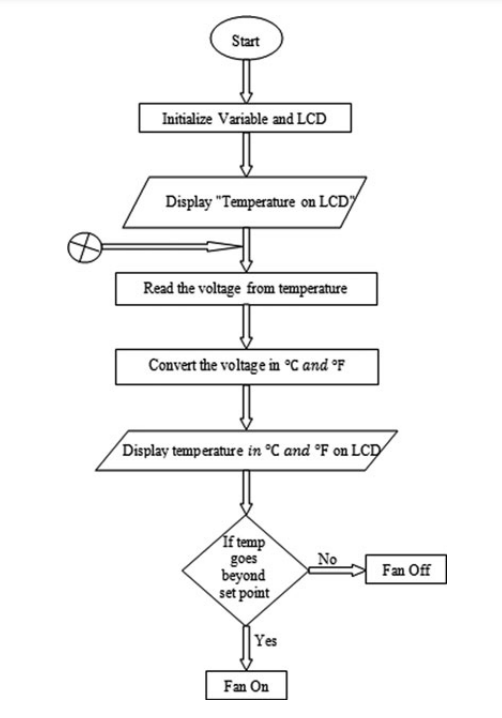 Start
Initialize Variable and LCD
Display "Temperature on LCD"
Read the voltage from temperature
Convert the voltage in °C and °F
Display temperature in °C and °F on LCD
If temp
goes
beyond
set point
No
Fan Off
Yes
Fan On